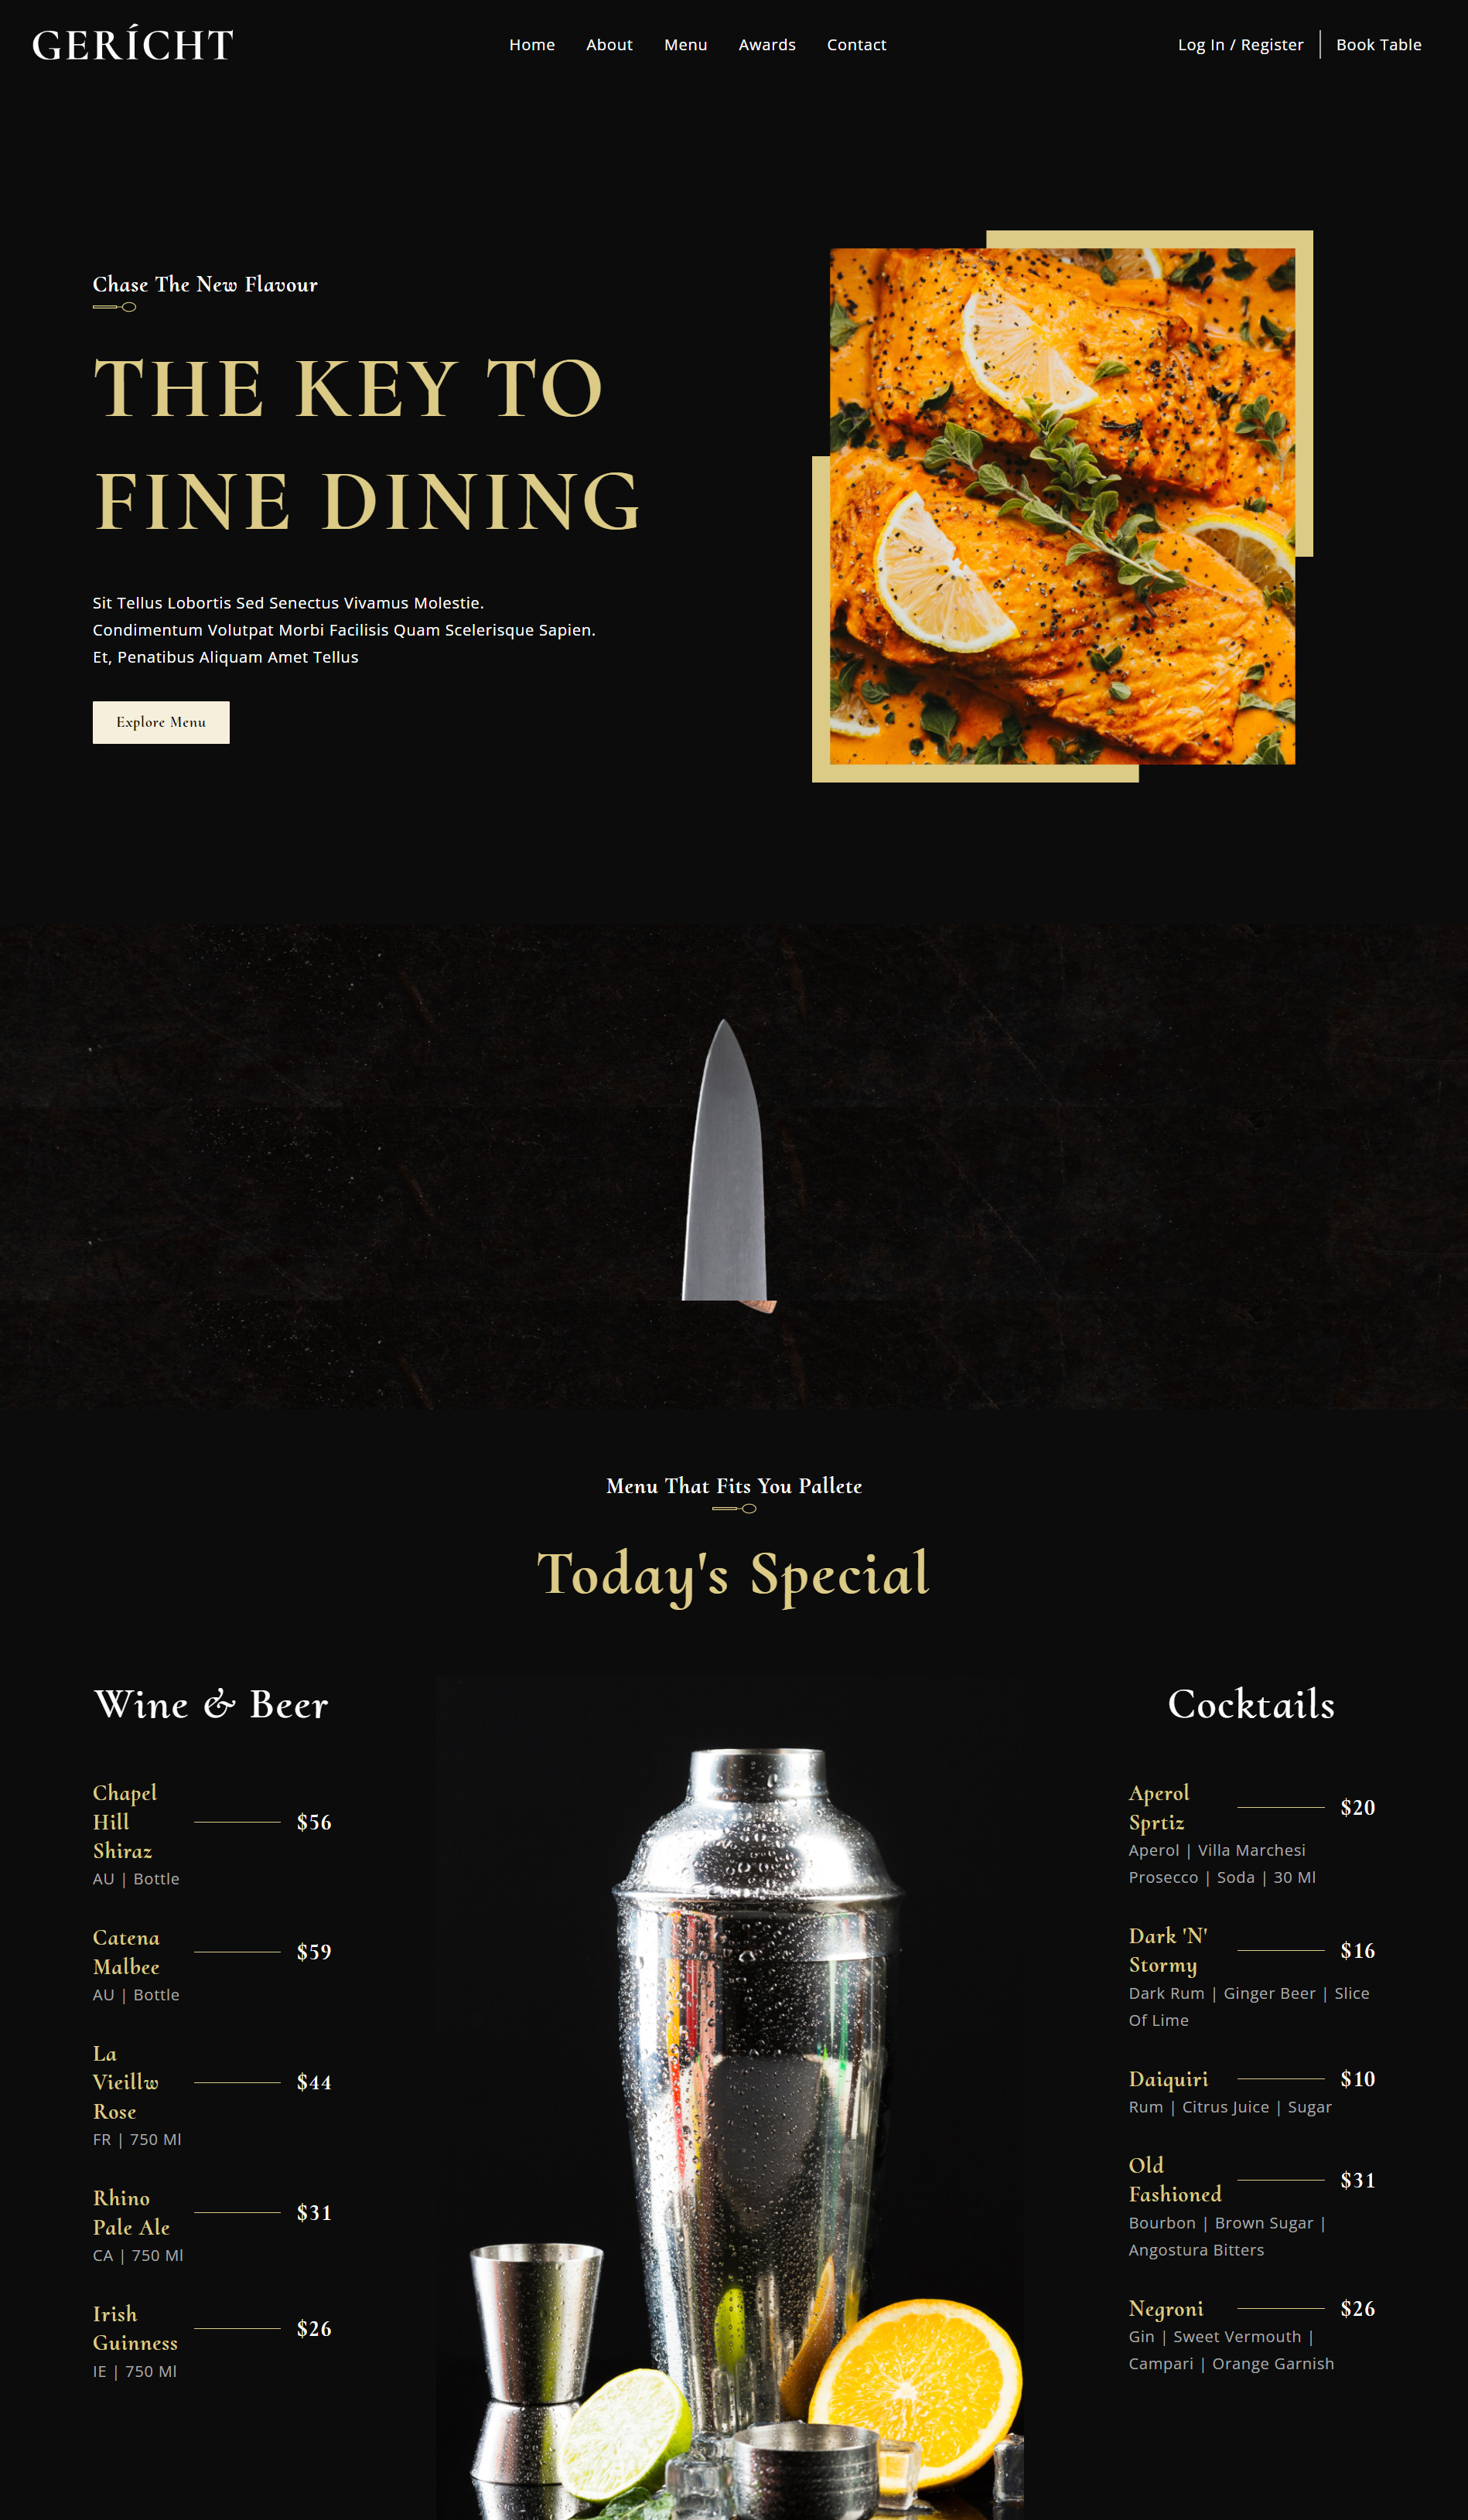 GERÍCHT
Home About Menu Awards Contact
Log In / Register Book Table
Chase The New Flavour
THE KEY TO
FINE DINING
Sit Tellus Lobortis Sed Senectus Vivamus Molestie.
Condimentum Volutpat Morbi Facilisis Quam Scelerisque Sapien.
Et, Penatibus Aliquam Amet Tellus
Explore Menu
Menu That Fits You Pallete
Today's Special
Wine & Beer
Chapel
Hill
Shiraz
$56
AU | Bottle
Catena
Malbee
$59
AU | Bottle
La
Vieillw
Rose
$44
FR | 750 Ml
Rhino
Pale Ale
$31
CA | 750 Ml
Irish
Guinness
$26
IE | 750 Ml
Cocktails
Aperol
Sprtiz
$20
Aperol | Villa Marchesi
Prosecco | Soda | 30 Ml
Dark 'N'
Stormy
$16
Dark Rum | Ginger Beer | Slice
Of Lime
Daiquiri
$10
Rum | Citrus Juice | Sugar
Old
Fashioned
$31
Bourbon | Brown Sugar |
Angostura Bitters
Negroni
$26
Gin | Sweet Vermouth |
Campari | Orange Garnish